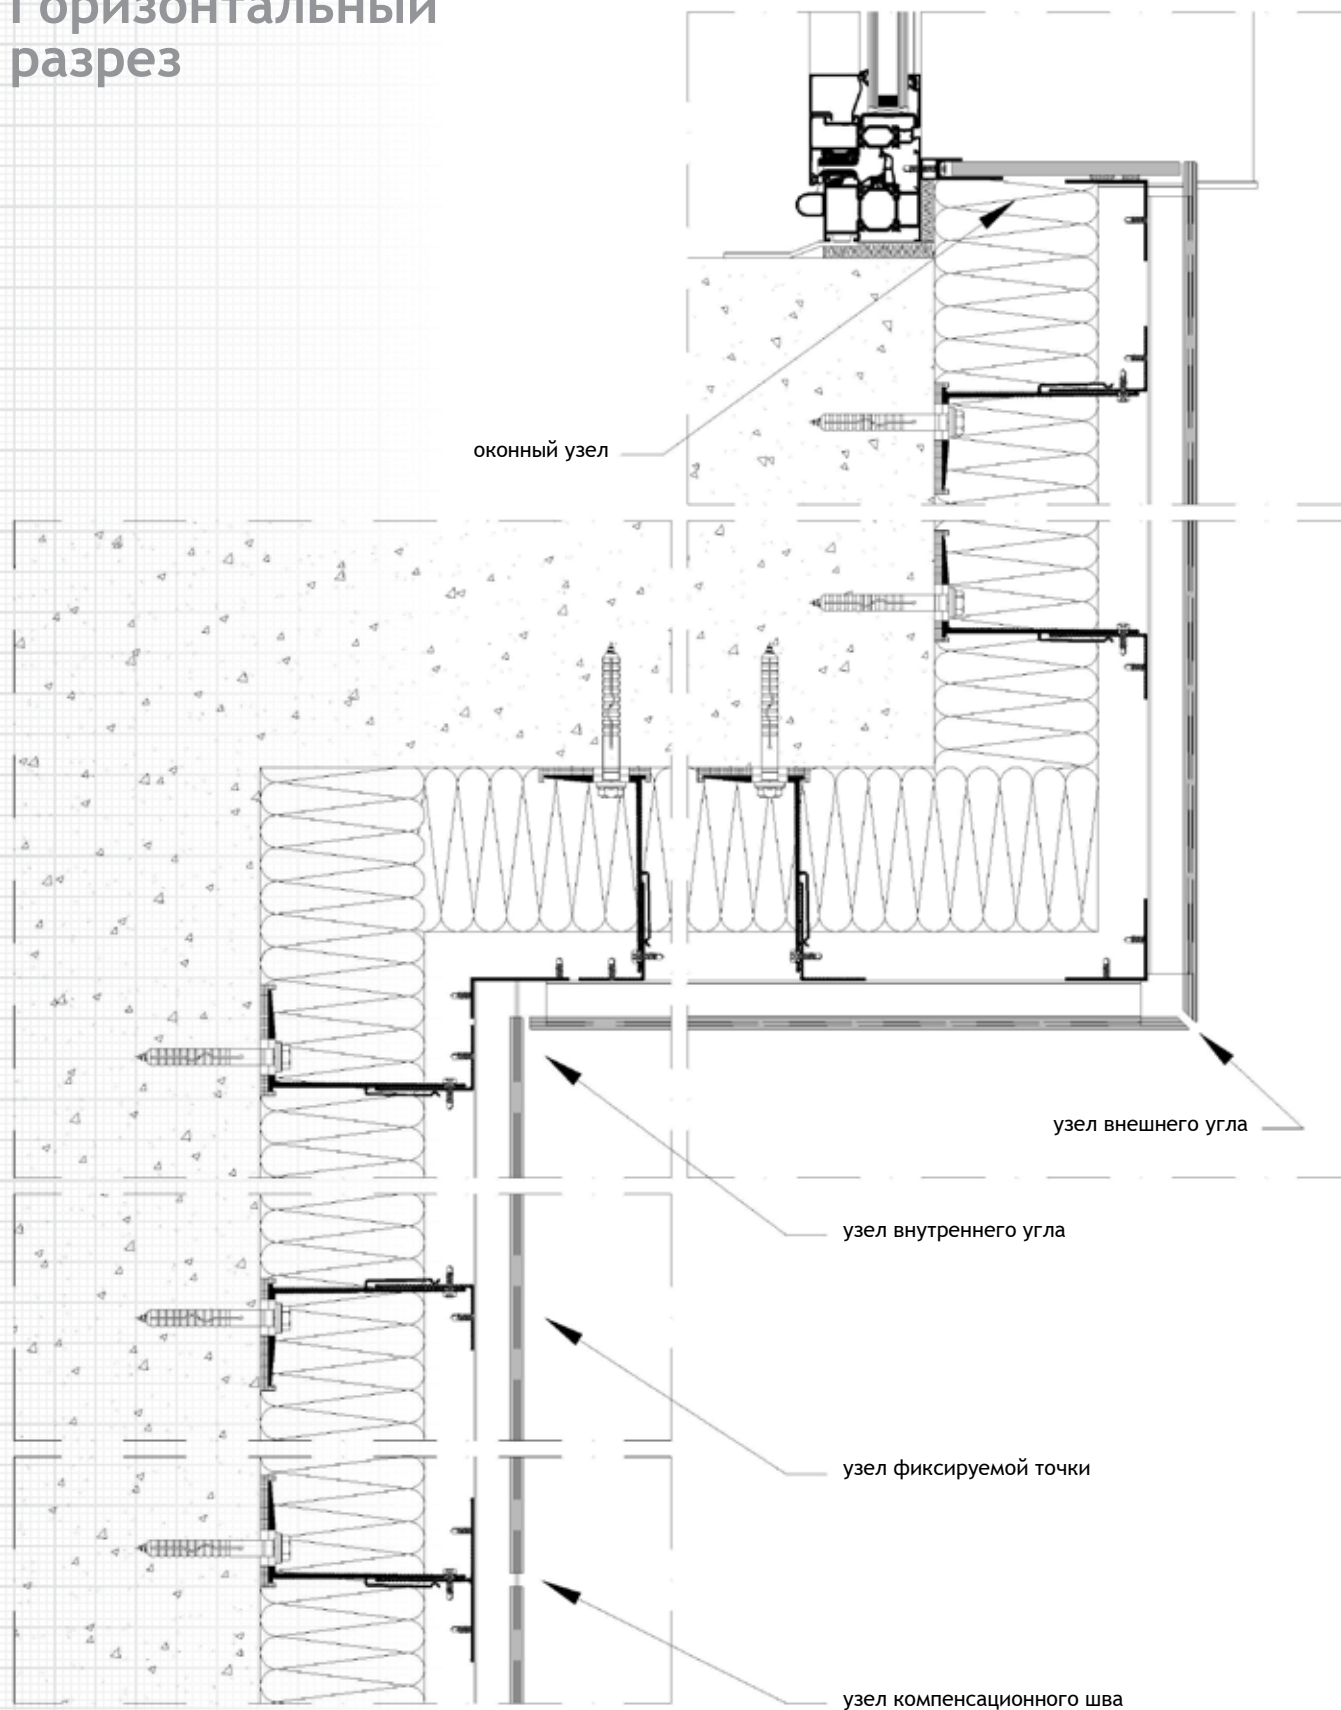 Горизонтальный
разрез
оконный узел
узел внешнего угла
узел внутреннего угла
узел фиксируемой точки
узел компенсационного шва